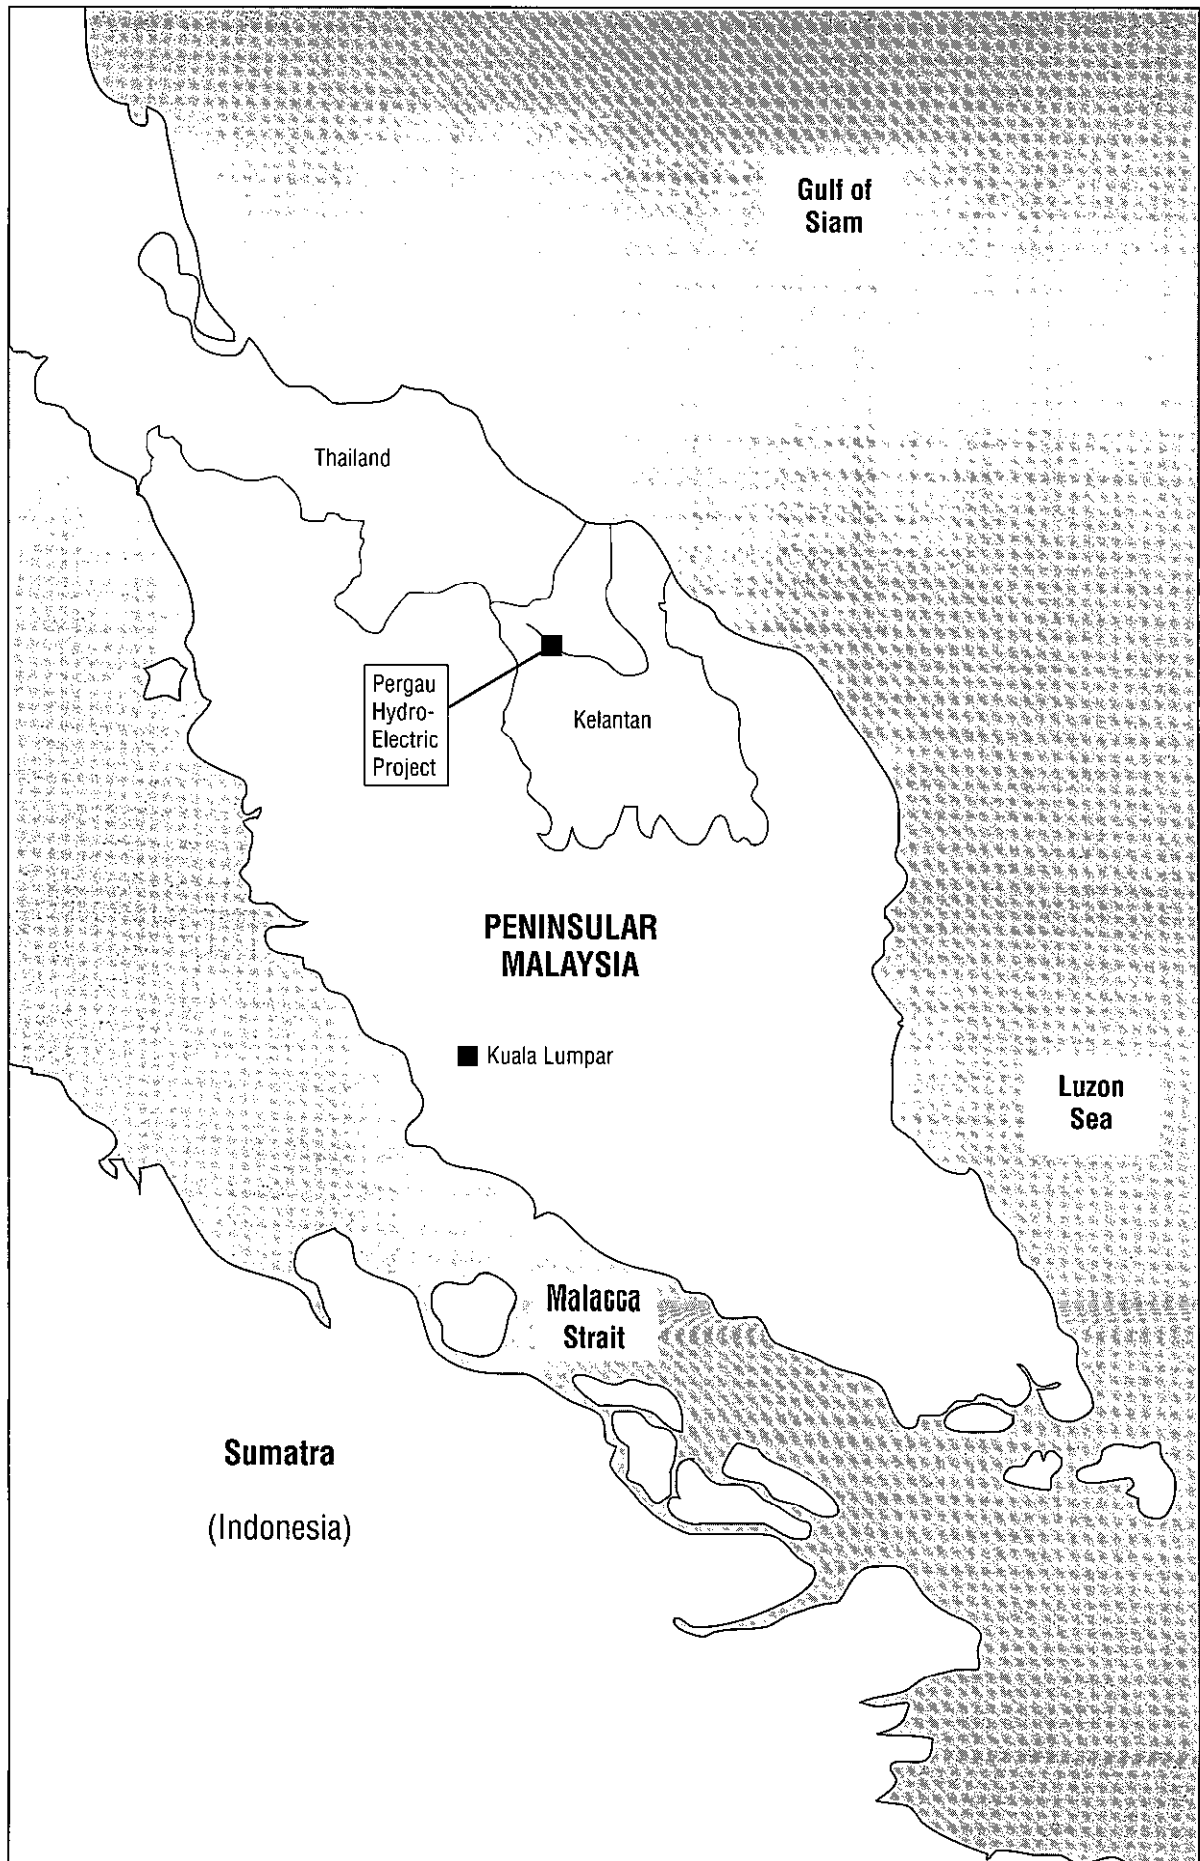 Gulf of
Siam
Thailand
Pergau
Hydro-
Electric
Project
Kelantan
PENINSULAR
MALAYSIA
Kuala Lumpar
Luzon
Sea
Malacca
Strait
Sumatra
(Indonesia)